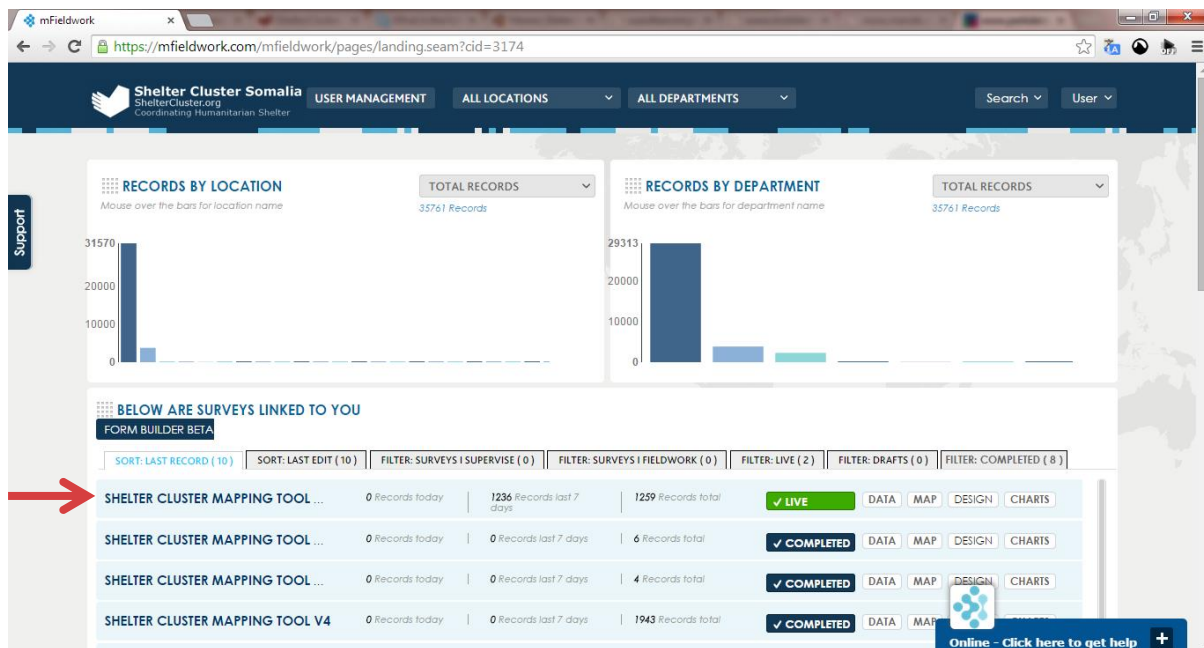 mFieldwork
https://mfieldwork.com/mfieldwork/pages/landing.seam?cid=3174
Shelter Cluster Somalia
ShelterCluster.org
Coordinating Humanitarian Shelter
USER MANAGEMENT
ALL LOCATIONS
ALL DEPARTMENTS
Search
User
Support
RECORDS BY LOCATION
Mouse over the bars for location name
TOTAL RECORDS
35761 Records
31570
20000
10000
0
RECORDS BY DEPARTMENT
Mouse over the bars for department name
TOTAL RECORDS
35761 Records
29313
20000
10000
0
BELOW ARE SURVEYS LINKED TO YOU
FORM BUILDER BETA
SORT: LAST RECORD ( 10 ) SORT: LAST EDIT ( 10 ) FILTER: SURVEYS I SUPERVISE ( 0 ) FILTER: SURVEYS I FIELDWORK ( 0 ) FILTER: LIVE ( 2 ) FILTER: DRAFTS ( 0 ) FILTER: COMPLETED ( 8 )
SHELTER CLUSTER MAPPING TOOL ... 0 Records today 1236 Records last 7 days 1259 Records total ✓ LIVE DATA MAP DESIGN CHARTS
SHELTER CLUSTER MAPPING TOOL ... 0 Records today 0 Records last 7 days 6 Records total ✓ COMPLETED DATA MAP DESIGN CHARTS
SHELTER CLUSTER MAPPING TOOL ... 0 Records today 0 Records last 7 days 4 Records total ✓ COMPLETED DATA MAP DESIGN CHARTS
SHELTER CLUSTER MAPPING TOOL V4 0 Records today 0 Records last 7 days 1943 Records total ✓ COMPLETED DATA MAP
Online - Click here to get help +